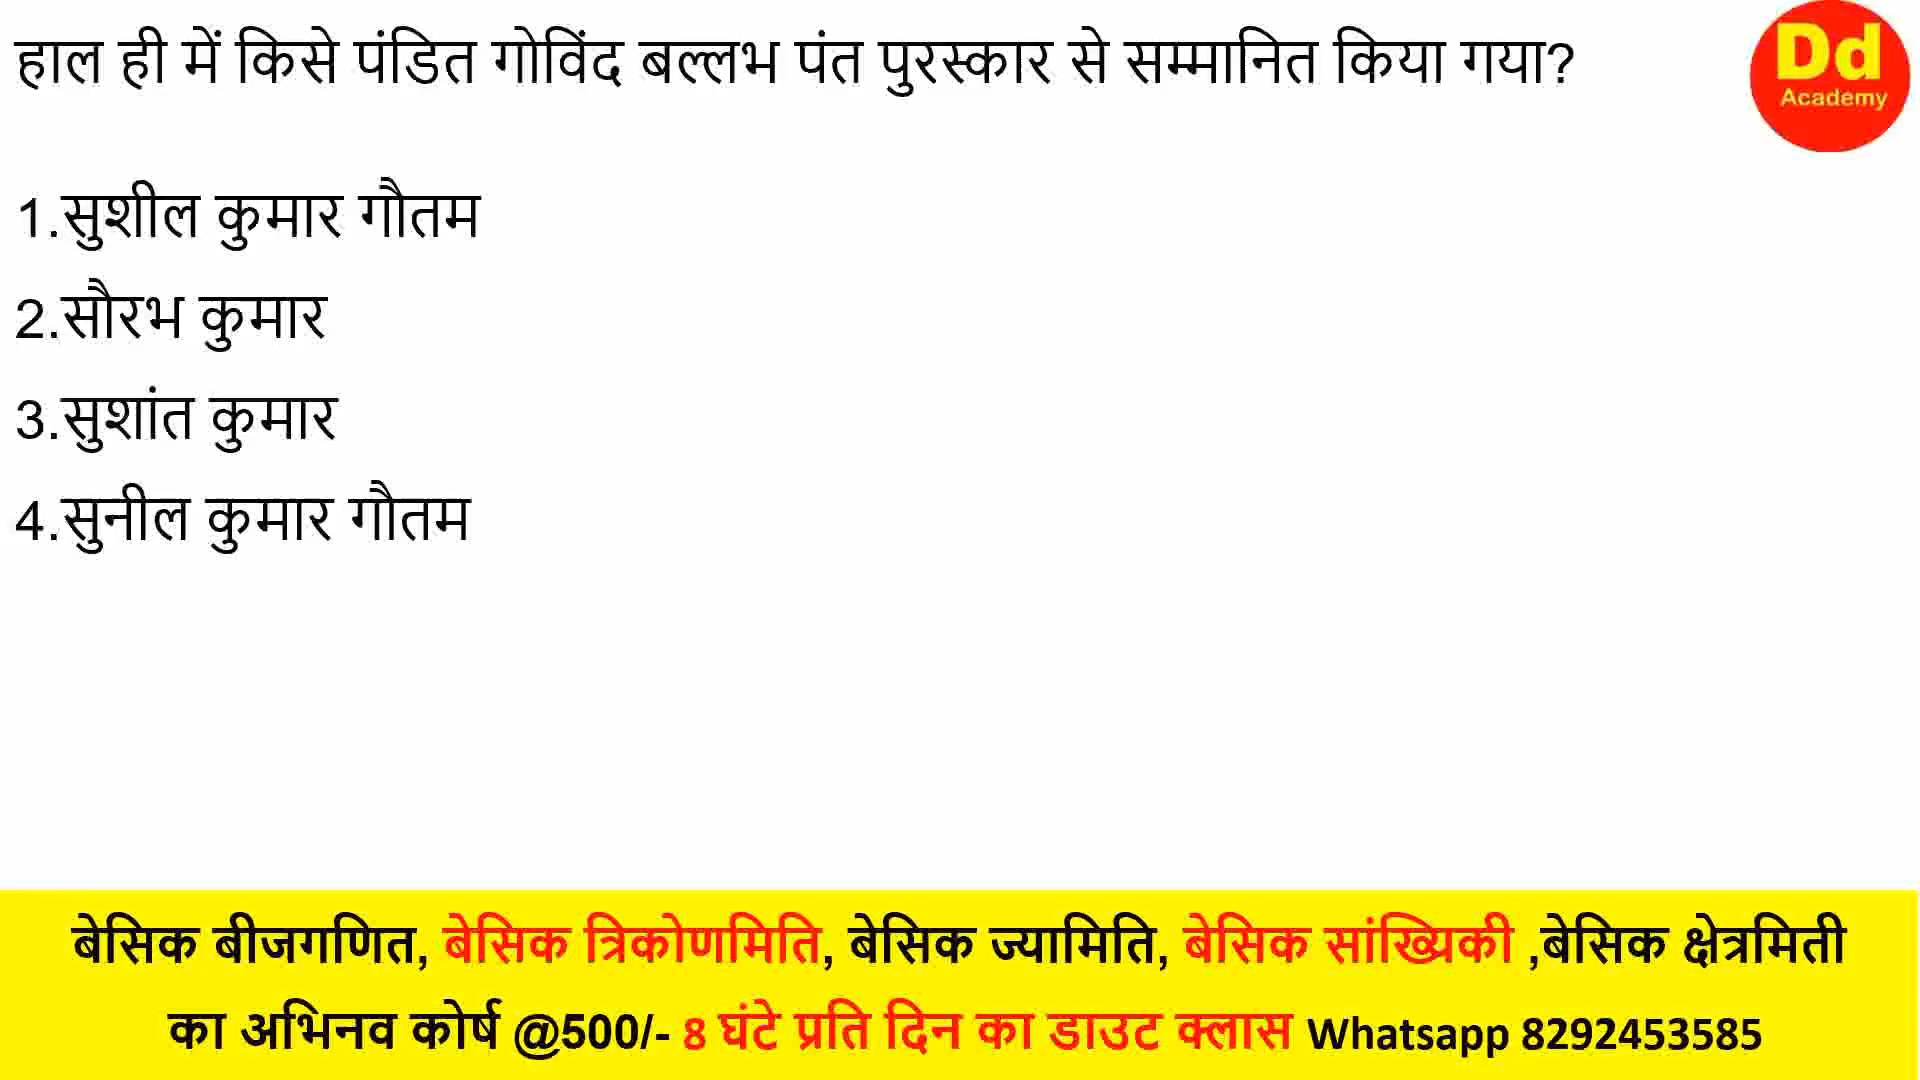 हाल ही में किसे पंडित गोविंद बल्लभ पंत पुरस्कार से सम्मानित किया गया?
Dd
Academy
1.सुशील कुमार गौतम
2.सौरभ कुमार
3.सुशांत कुमार
4.सुनील कुमार गौतम
बेसिक बीजगणित, बेसिक त्रिकोणमिति, बेसिक ज्यामिति, बेसिक सांख्यिकी ,बेसिक क्षेत्रमिती
का अभिनव कोर्ष @500/- 8 घंटे प्रति दिन का डाउट क्लास Whatsapp 8292453585